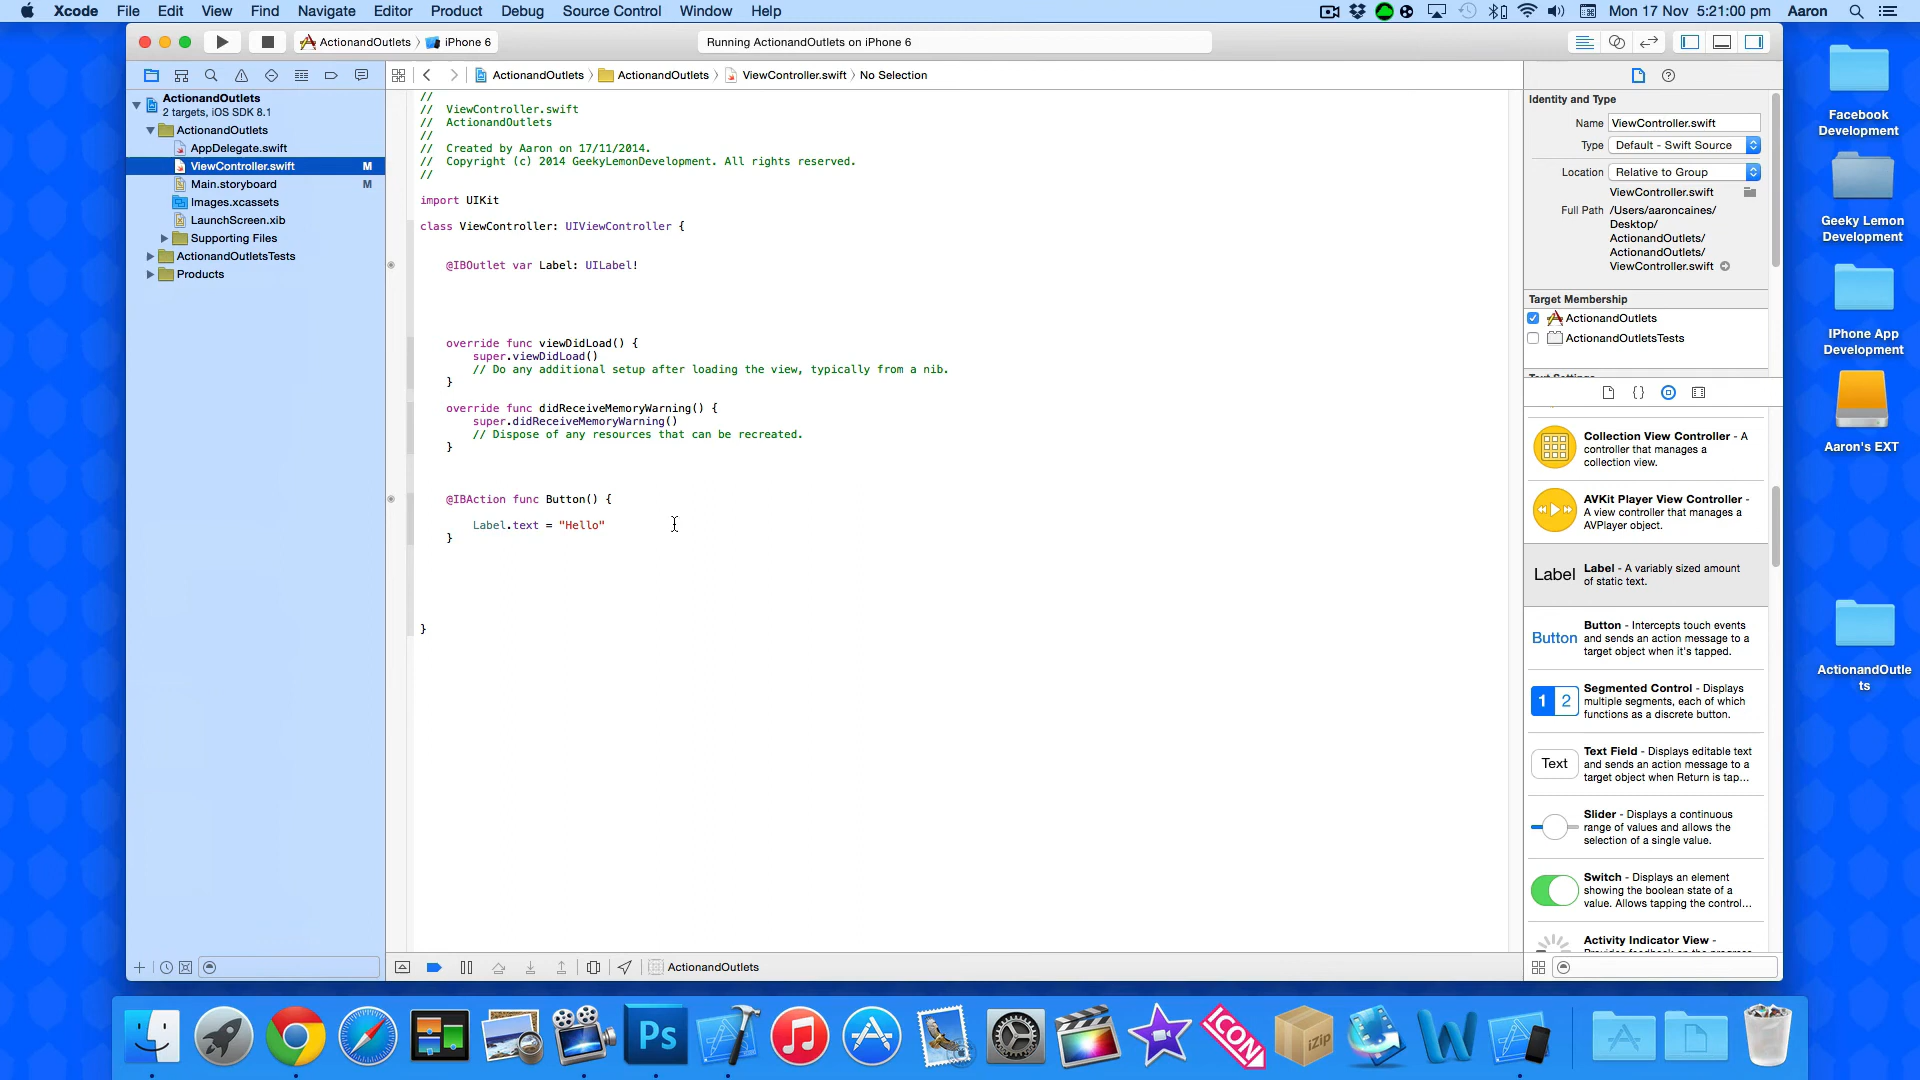 Xcode File Edit View Find Navigate Editor Product Debug Source Control Window Help Mon 17 Nov 5:21:00 pm Aaron
ActionandOutlets iPhone 6 Running ActionandOutlets on iPhone 6
ActionandOutlets ActionandOutlets ViewController.swift No Selection
ActionandOutlets
2 targets, iOS SDK 8.1
ActionandOutlets
AppDelegate.swift
ViewController.swift M
Main.storyboard M
Images.xcassets
LaunchScreen.xib
Supporting Files
ActionandOutletsTests
Products
//
// ViewController.swift
// ActionandOutlets
//
// Created by Aaron on 17/11/2014.
// Copyright (c) 2014 GeekyLemonDevelopment. All rights reserved.
//
import UIKit
class ViewController: UIViewController {
@IBOutlet var Label: UILabel!
override func viewDidLoad() {
super.viewDidLoad()
// Do any additional setup after loading the view, typically from a nib.
}
override func didReceiveMemoryWarning() {
super.didReceiveMemoryWarning()
// Dispose of any resources that can be recreated.
}
@IBAction func Button() {
Label.text = "Hello"
}
}
ActionandOutlets
Identity and Type
Name ViewController.swift
Type Default - Swift Source
Location Relative to Group
ViewController.swift
Full Path /Users/aaroncaines/
Desktop/
ActionandOutlets/
ActionandOutlets/
ViewController.swift
Target Membership
ActionandOutlets
ActionandOutletsTests
{}
Collection View Controller - A
controller that manages a
collection view.
AVKit Player View Controller -
A view controller that manages a
AVPlayer object.
Label
Label - A variably sized amount
of static text.
Button
Button - Intercepts touch events
and sends an action message to a
target object when it's tapped.
1 2
Segmented Control - Displays
multiple segments, each of which
functions as a discrete button.
Text
Text Field - Displays editable text
and sends an action message to a
target object when Return is tap...
Slider - Displays a continuous
range of values and allows the
selection of a single value.
Switch - Displays an element
showing the boolean state of a
value. Allows tapping the control...
Activity Indicator View -
Facebook
Development
Geeky Lemon
Development
IPhone App
Development
Aaron's EXT
ActionandOutle
ts
Ps
ICON
iZip
W